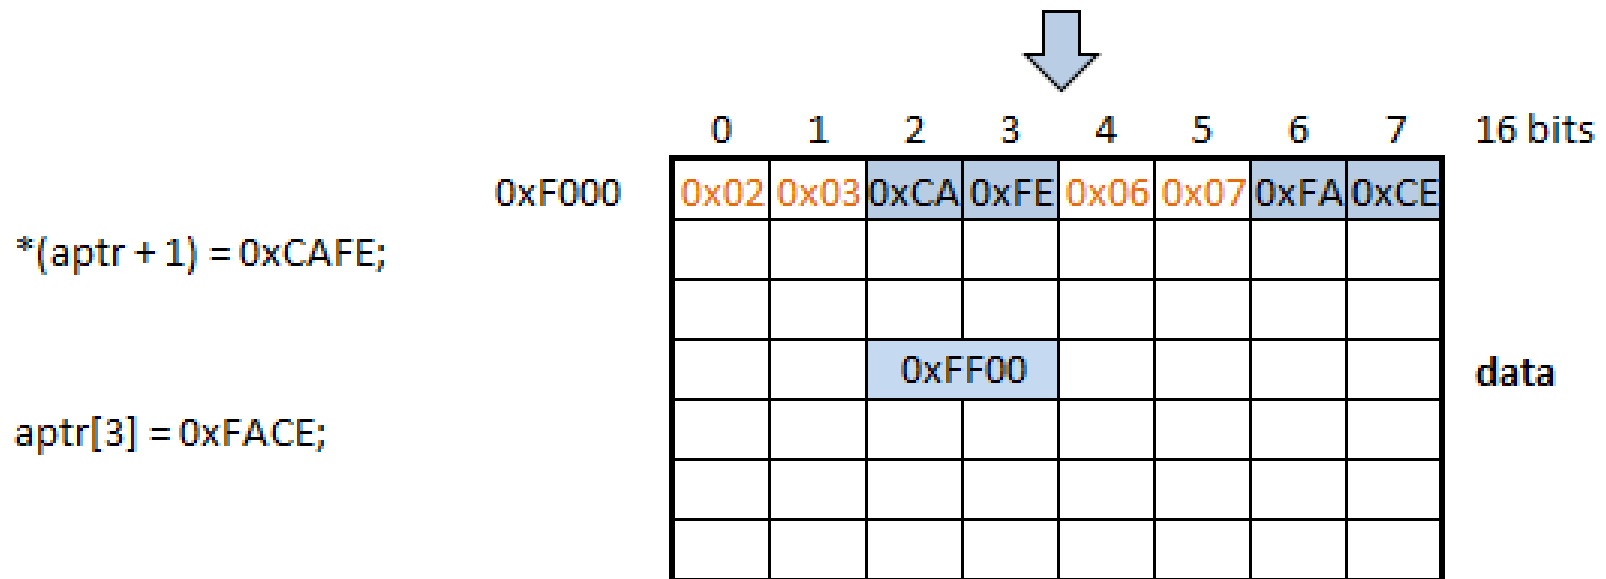 0 1 2 3 4 5 6 7 16 bits
0xF000 0x02 0x03 0xCA 0xFE 0x06 0x07 0xFA 0xCE
*(aptr + 1) = 0xCAFE;
0xFF00 data
aptr[3] = 0xFACE;